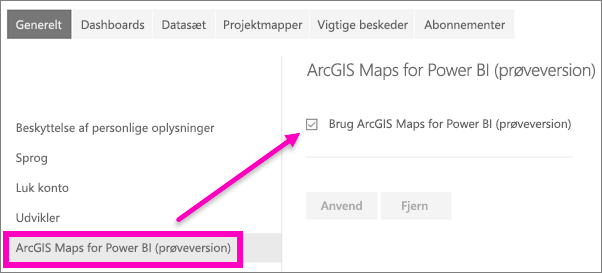 Generelt Dashboards Datasæt Projektmapper Vigtige beskeder Abonnementer
ArcGIS Maps for Power BI (prøveversion)
Beskyttelse af personlige oplysninger
Sprog
Luk konto
Udvikler
ArcGIS Maps for Power BI (prøveversion)
Brug ArcGIS Maps for Power BI (prøveversion)
Anvend Fjern